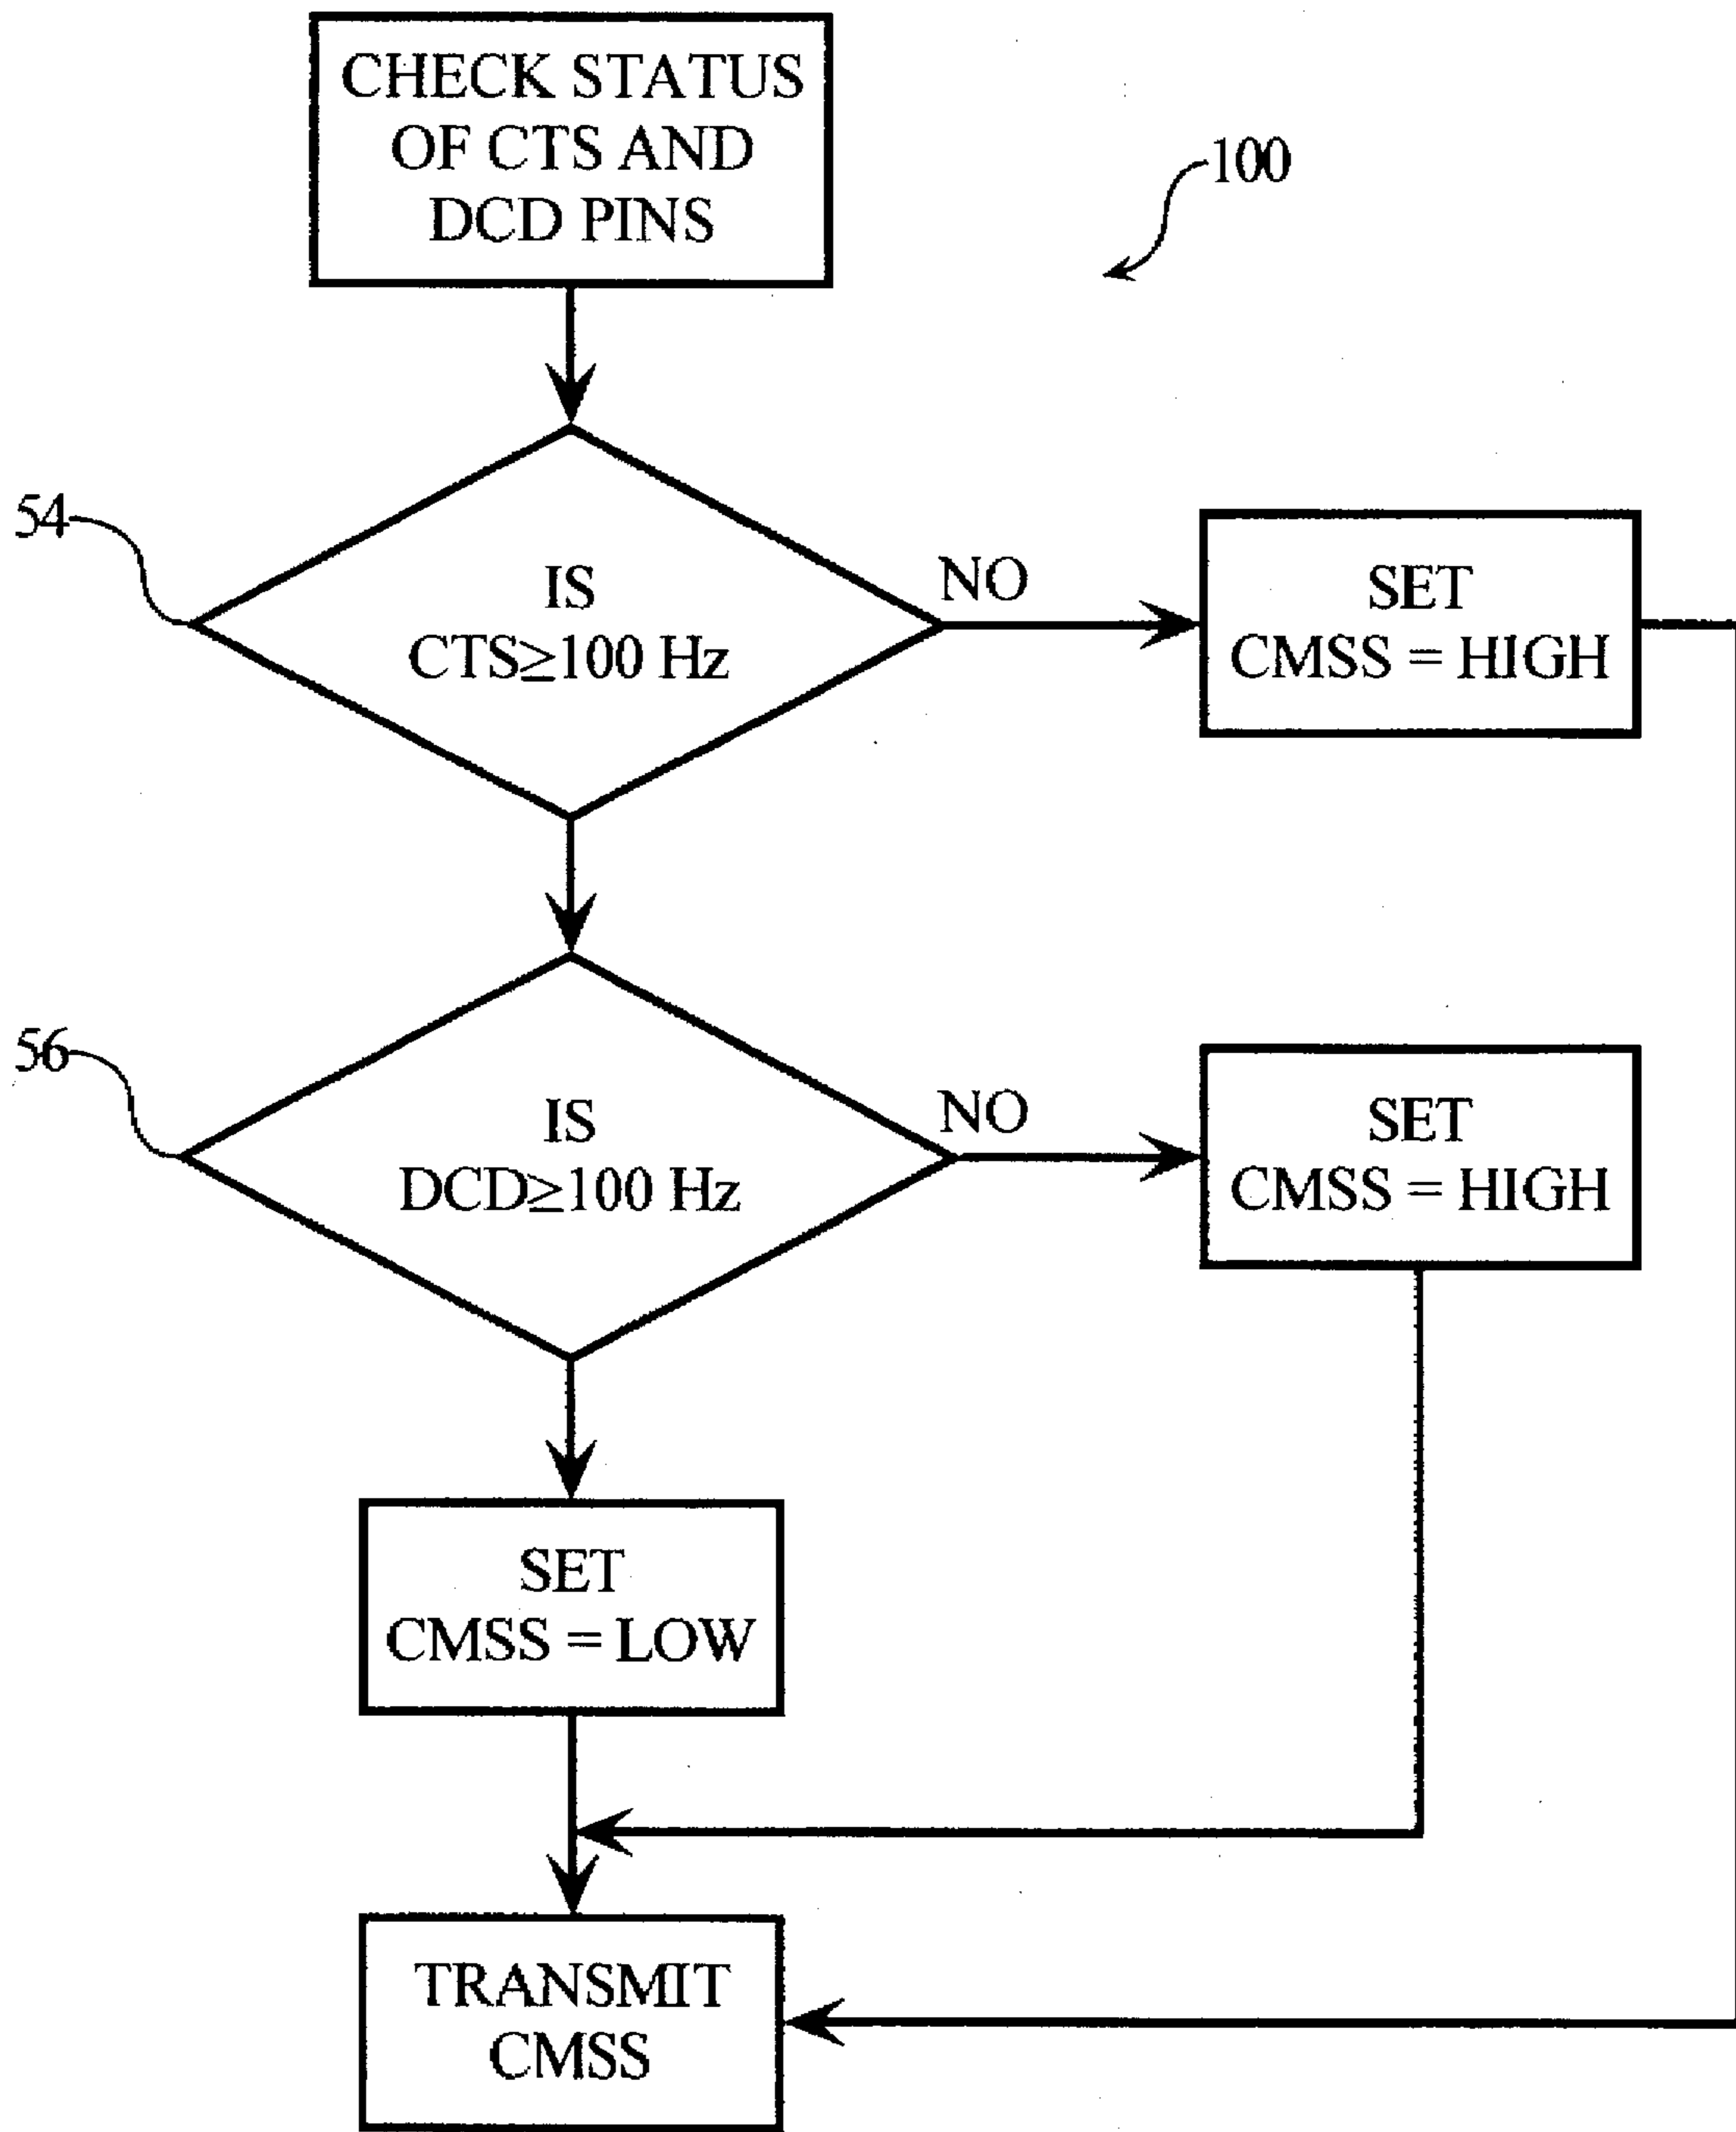 CHECK STATUS
OF CTS AND
DCD PINS
100
54
IS
CTS≥100 Hz
NO
SET
CMSS = HIGH
56
IS
DCD≥100 Hz
NO
SET
CMSS = HIGH
SET
CMSS = LOW
TRANSMIT
CMSS